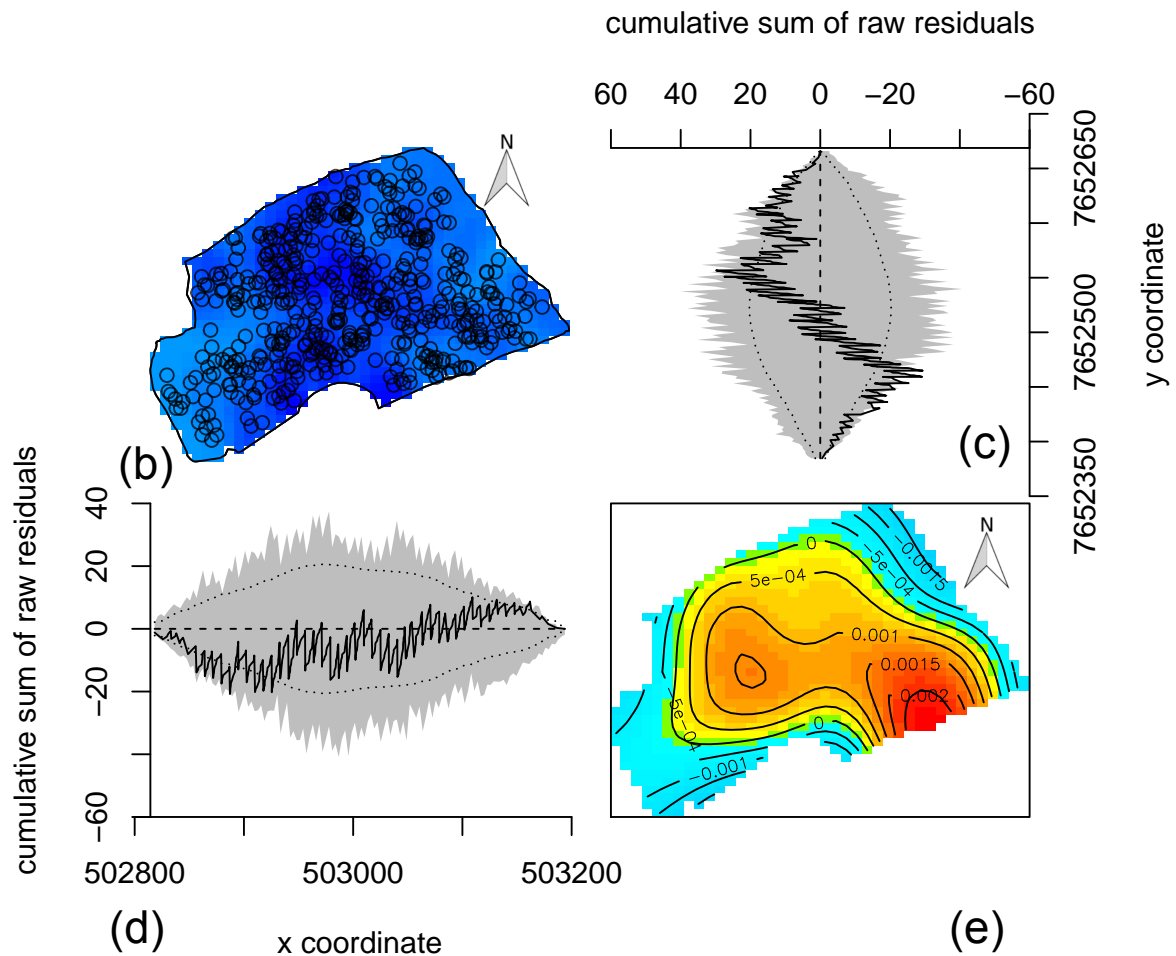 cumulative sum of raw residuals
60 40 20 0 −20 −60
N
7652650
7652500
7652350
y coordinate
(b)
(c)
cumulative sum of raw residuals
40
20
0
−20
−60
502800 503000 503200
x coordinate
(d)
N
0
−0.0015
−5e−04
5e−04
0.001
0.0015
0.002
−5e−04
0
−0.001
(e)